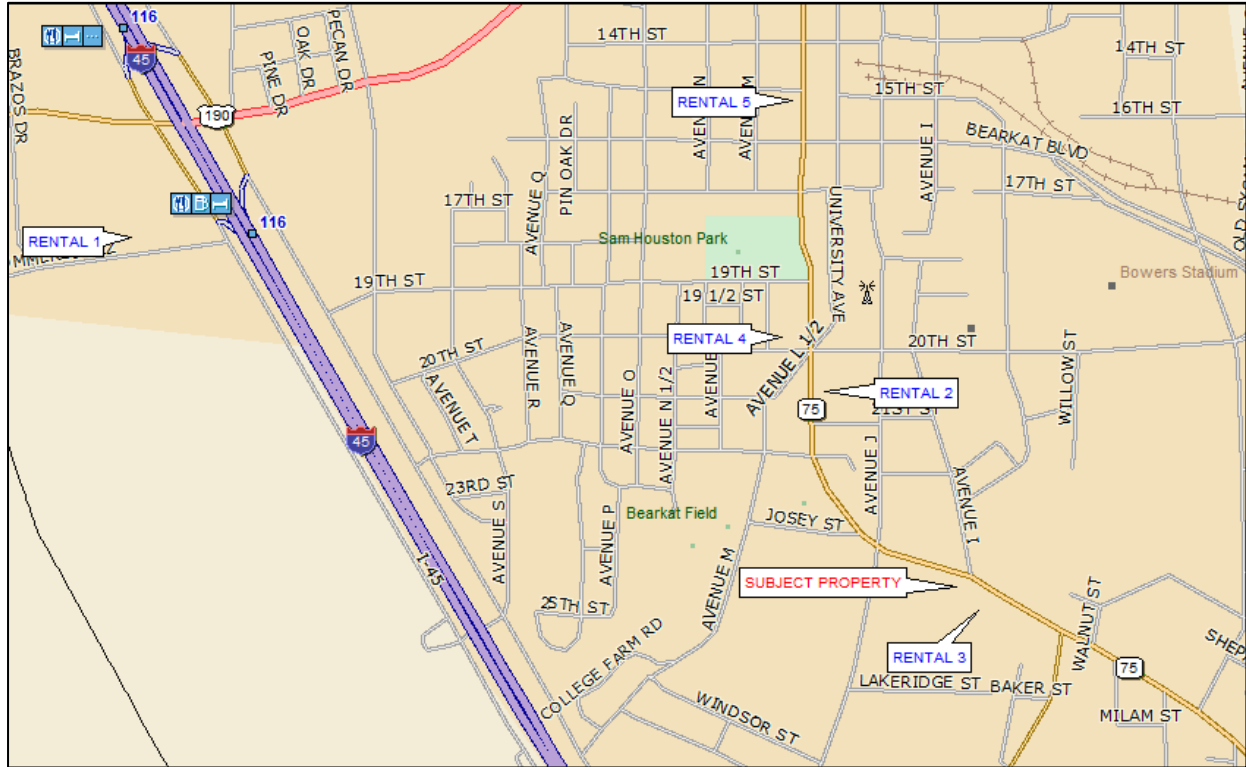 116
45
190
BRAZOS DR
PINE DR
OAK DR
PECAN DR
14TH ST
14TH ST
RENTAL 5
15TH ST
16TH ST
BEARKAT BLVD
PIN OAK DR
AVENUE I
17TH ST
17TH ST
AVENUE Q
UNIVERSITY AVE
116
RENTAL 1
Sam Houston Park
Bowers Stadium
19TH ST
19TH ST
19 1/2 ST
RENTAL 4
20TH ST
20TH ST
AVENUE L 1/2
AVENUE T
AVENUE R
AVENUE Q
AVENUE O
AVENUE N 1/2
AVENUE
WILLOW ST
RENTAL 2
75
21ST ST
45
AVENUE J
AVENUE I
23RD ST
AVENUE S
AVENUE P
Bearkat Field
JOSEY ST
I-45
AVENUE M
SUBJECT PROPERTY
25TH ST
COLLEGE FARM RD
WALNUT ST
RENTAL 3
75
LAKERIDGE ST
BAKER ST
WINDSOR ST
MILAM ST